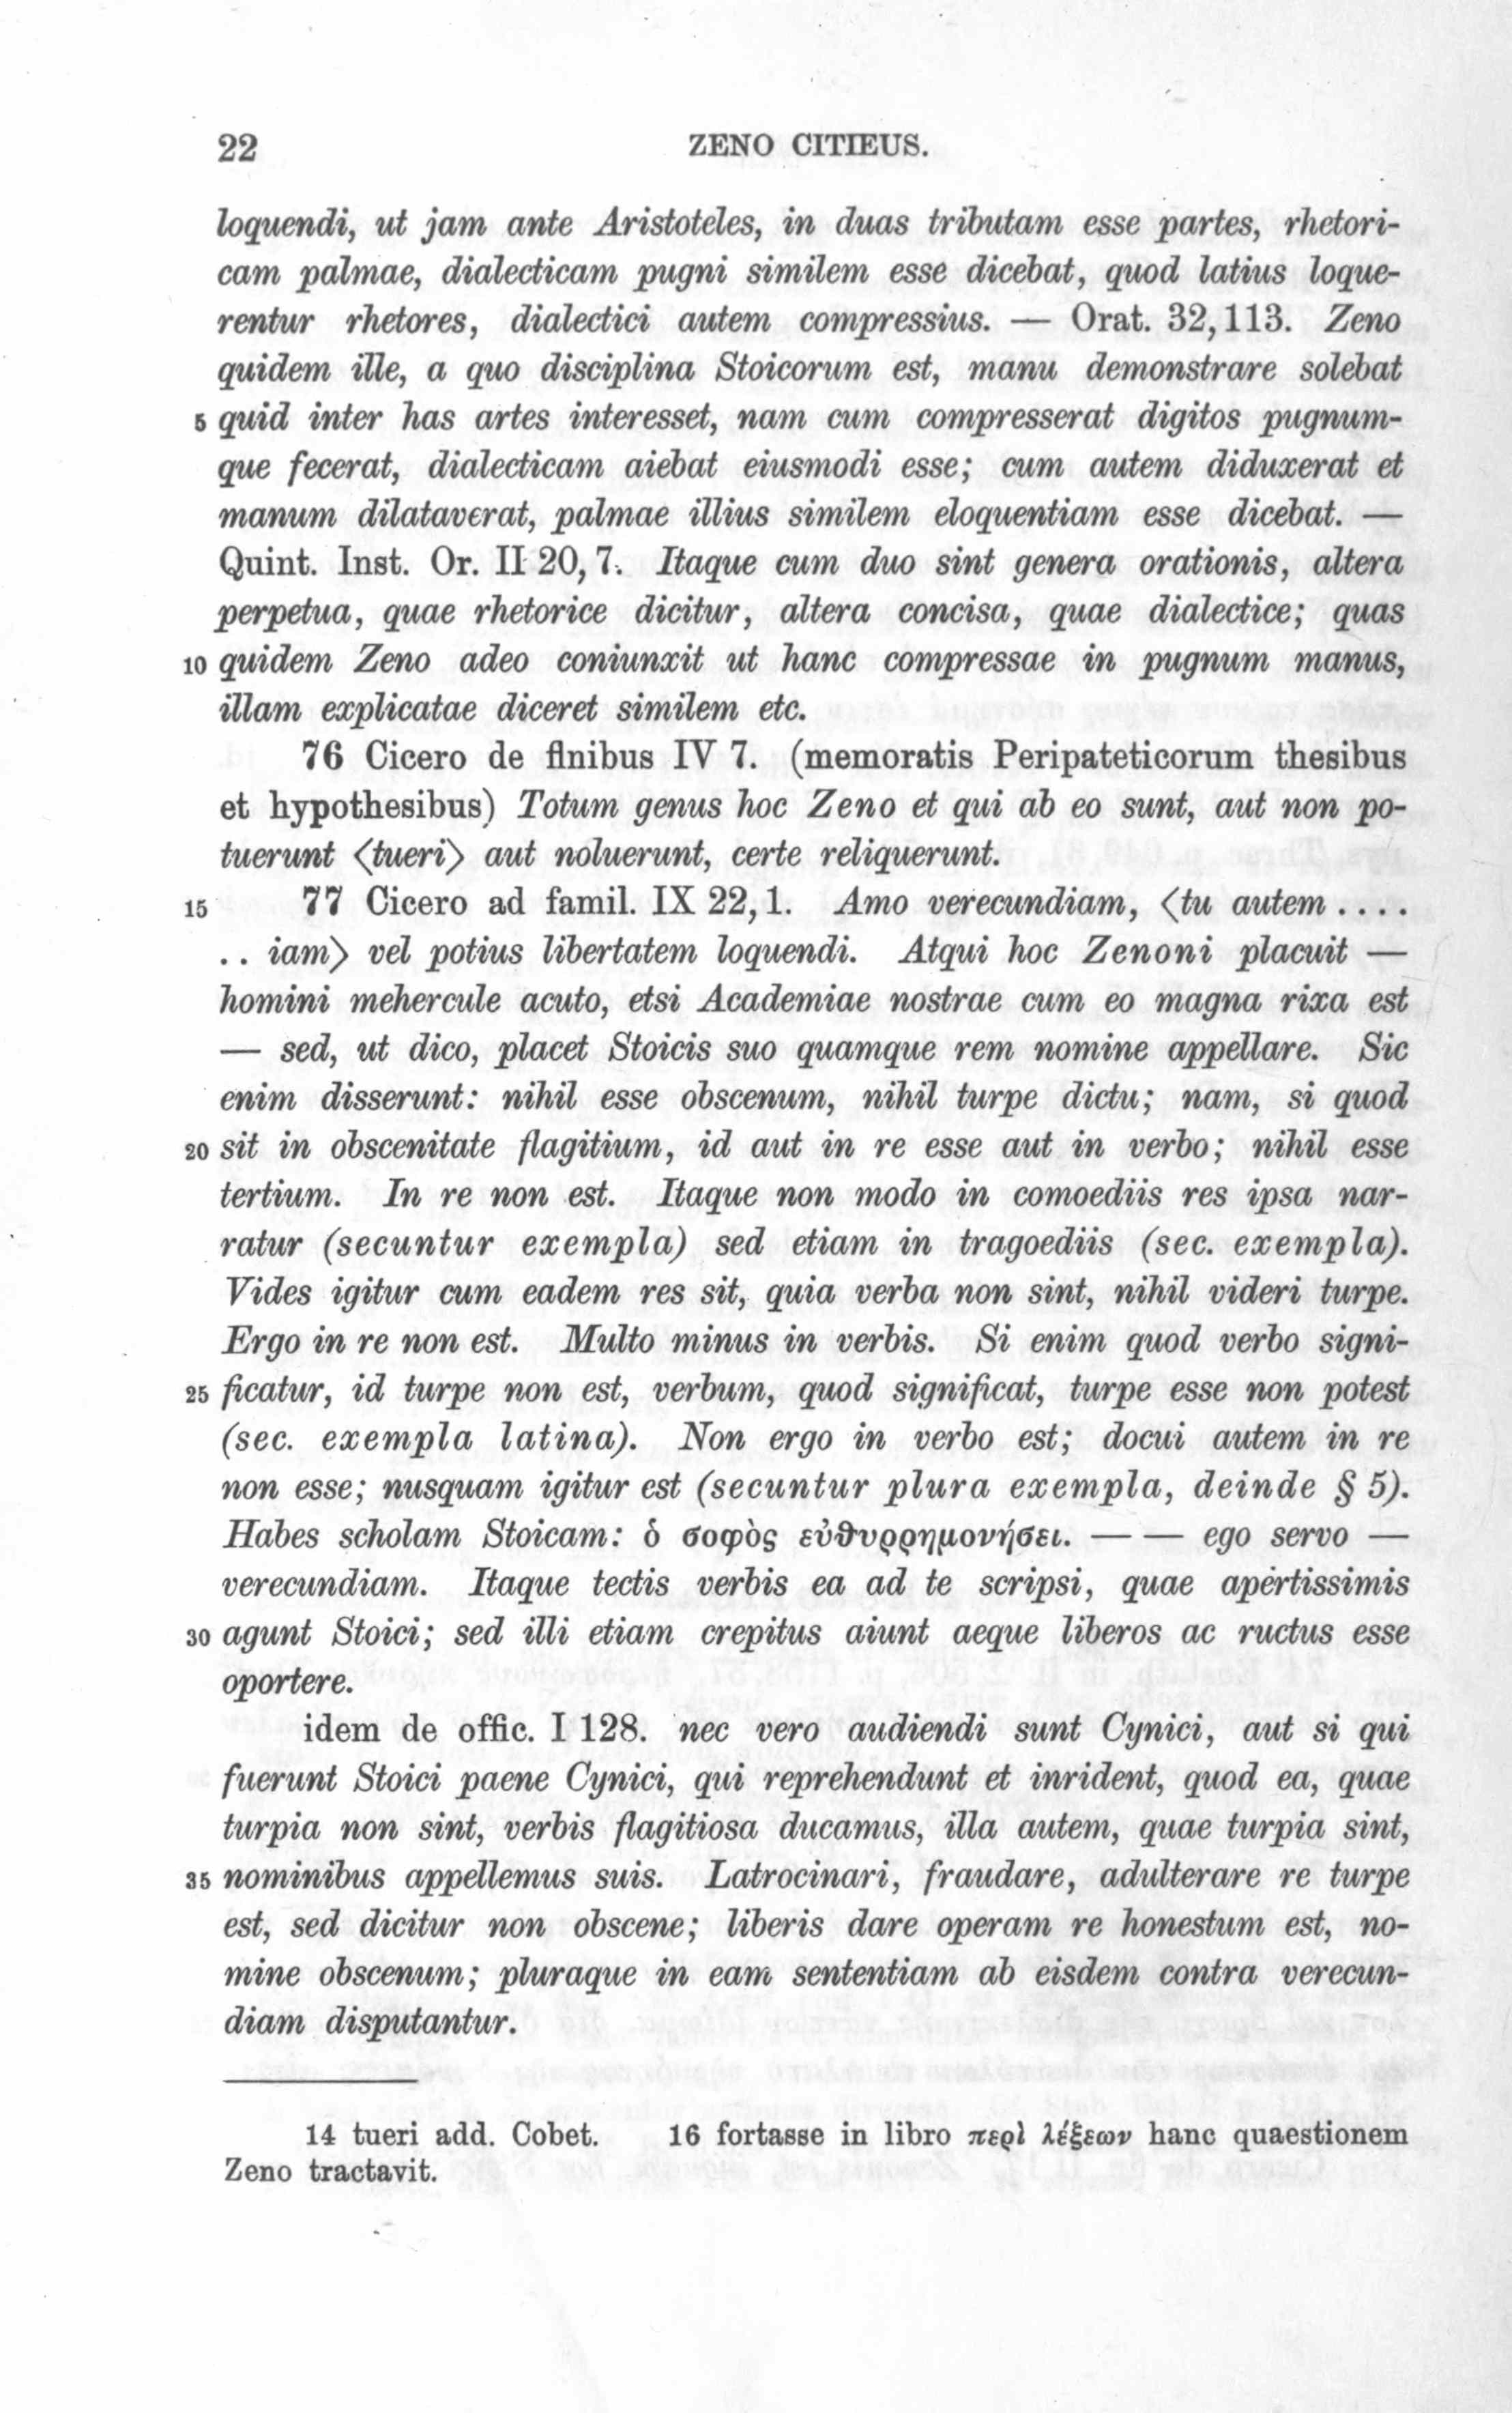 22 ZENO CITIEUS.
loquendi, ut jam ante Aristoteles, in duas tributam esse partes, rhetori-
cam palmae, dialecticam pugni similem esse dicebat, quod latius loque-
rentur rhetores, dialectici autem compressius. — Orat. 32,113. Zeno
quidem ille, a quo disciplina Stoicorum est, manu demonstrare solebat
5 quid inter has artes interesset, nam cum compresserat digitos pugnum-
que fecerat, dialecticam aiebat eiusmodi esse; cum autem diduxerat et
manum dilataverat, palmae illius similem eloquentiam esse dicebat. —
Quint. Inst. Or. II 20, 7. Itaque cum duo sint genera orationis, altera
perpetua, quae rhetorice dicitur, altera concisa, quae dialectice; quas
10 quidem Zeno adeo coniunxit ut hanc compressae in pugnum manus,
illam explicatae diceret similem etc.
76 Cicero de finibus IV 7. (memoratis Peripateticorum thesibus
et hypothesibus) Totum genus hoc Zeno et qui ab eo sunt, aut non po-
tuerunt ⟨tueri⟩ aut noluerunt, certe reliquerunt.
15 77 Cicero ad famil. IX 22,1. Amo verecundiam, ⟨tu autem ....
.. iam⟩ vel potius libertatem loquendi. Atqui hoc Zenoni placuit —
homini mehercule acuto, etsi Academiae nostrae cum eo magna rixa est
— sed, ut dico, placet Stoicis suo quamque rem nomine appellare. Sic
enim disserunt: nihil esse obscenum, nihil turpe dictu; nam, si quod
20 sit in obscenitate flagitium, id aut in re esse aut in verbo; nihil esse
tertium. In re non est. Itaque non modo in comoediis res ipsa nar-
ratur (secuntur exempla) sed etiam in tragoediis (sec. exempla).
Vides igitur cum eadem res sit, quia verba non sint, nihil videri turpe.
Ergo in re non est. Multo minus in verbis. Si enim quod verbo signi-
25 ficatur, id turpe non est, verbum, quod significat, turpe esse non potest
(sec. exempla latina). Non ergo in verbo est; docui autem in re
non esse; nusquam igitur est (secuntur plura exempla, deinde § 5).
Habes scholam Stoicam: ὁ σοφὸς εὐθυρρημονήσει. — — ego servo —
verecundiam. Itaque tectis verbis ea ad te scripsi, quae apertissimis
30 agunt Stoici; sed illi etiam crepitus aiunt aeque liberos ac ructus esse
oportere.
idem de offic. I 128. nec vero audiendi sunt Cynici, aut si qui
fuerunt Stoici paene Cynici, qui reprehendunt et inrident, quod ea, quae
turpia non sint, verbis flagitiosa ducamus, illa autem, quae turpia sint,
35 nominibus appellemus suis. Latrocinari, fraudare, adulterare re turpe
est, sed dicitur non obscene; liberis dare operam re honestum est, no-
mine obscenum; pluraque in eam sententiam ab eisdem contra verecun-
diam disputantur.
14 tueri add. Cobet. 16 fortasse in libro περὶ λέξεων hanc quaestionem
Zeno tractavit.